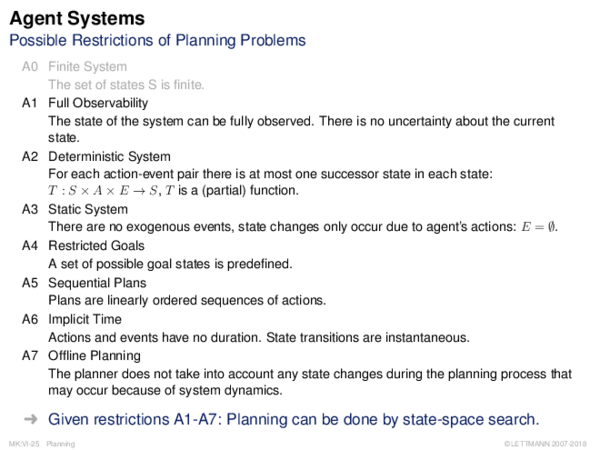 Agent Systems
Possible Restrictions of Planning Problems
A0 Finite System
The set of states S is finite.
A1 Full Observability
The state of the system can be fully observed. There is no uncertainty about the current
state.
A2 Deterministic System
For each action-event pair there is at most one successor state in each state:
T : S × A × E → S, T is a (partial) function.
A3 Static System
There are no exogenous events, state changes only occur due to agent's actions: E = ∅.
A4 Restricted Goals
A set of possible goal states is predefined.
A5 Sequential Plans
Plans are linearly ordered sequences of actions.
A6 Implicit Time
Actions and events have no duration. State transitions are instantaneous.
A7 Offline Planning
The planner does not take into account any state changes during the planning process that
may occur because of system dynamics.
➜ Given restrictions A1-A7: Planning can be done by state-space search.
MK:VI-25 Planning ©LETTMANN 2007-2018